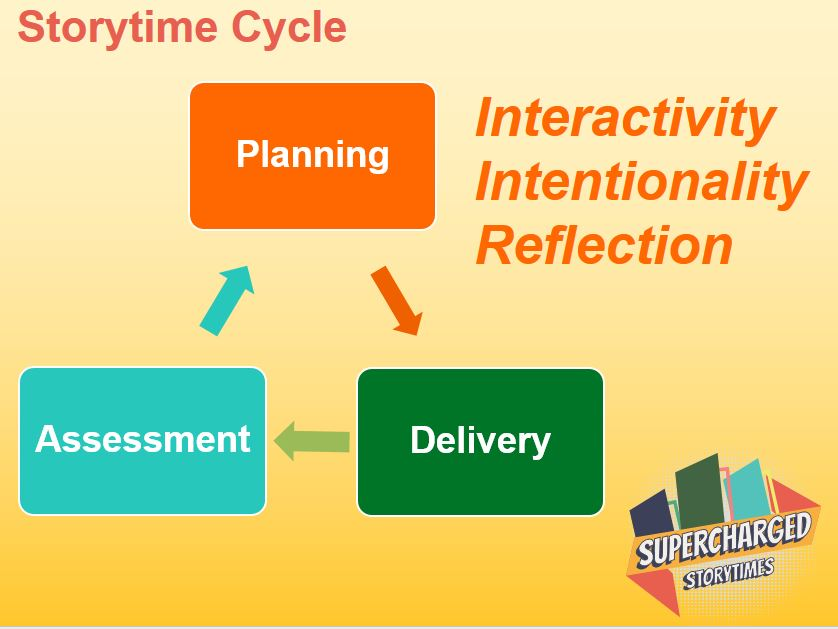 Storytime Cycle
Planning
Interactivity
Intentionality
Reflection
Assessment
Delivery
SUPERCHARGED
STORYTIMES